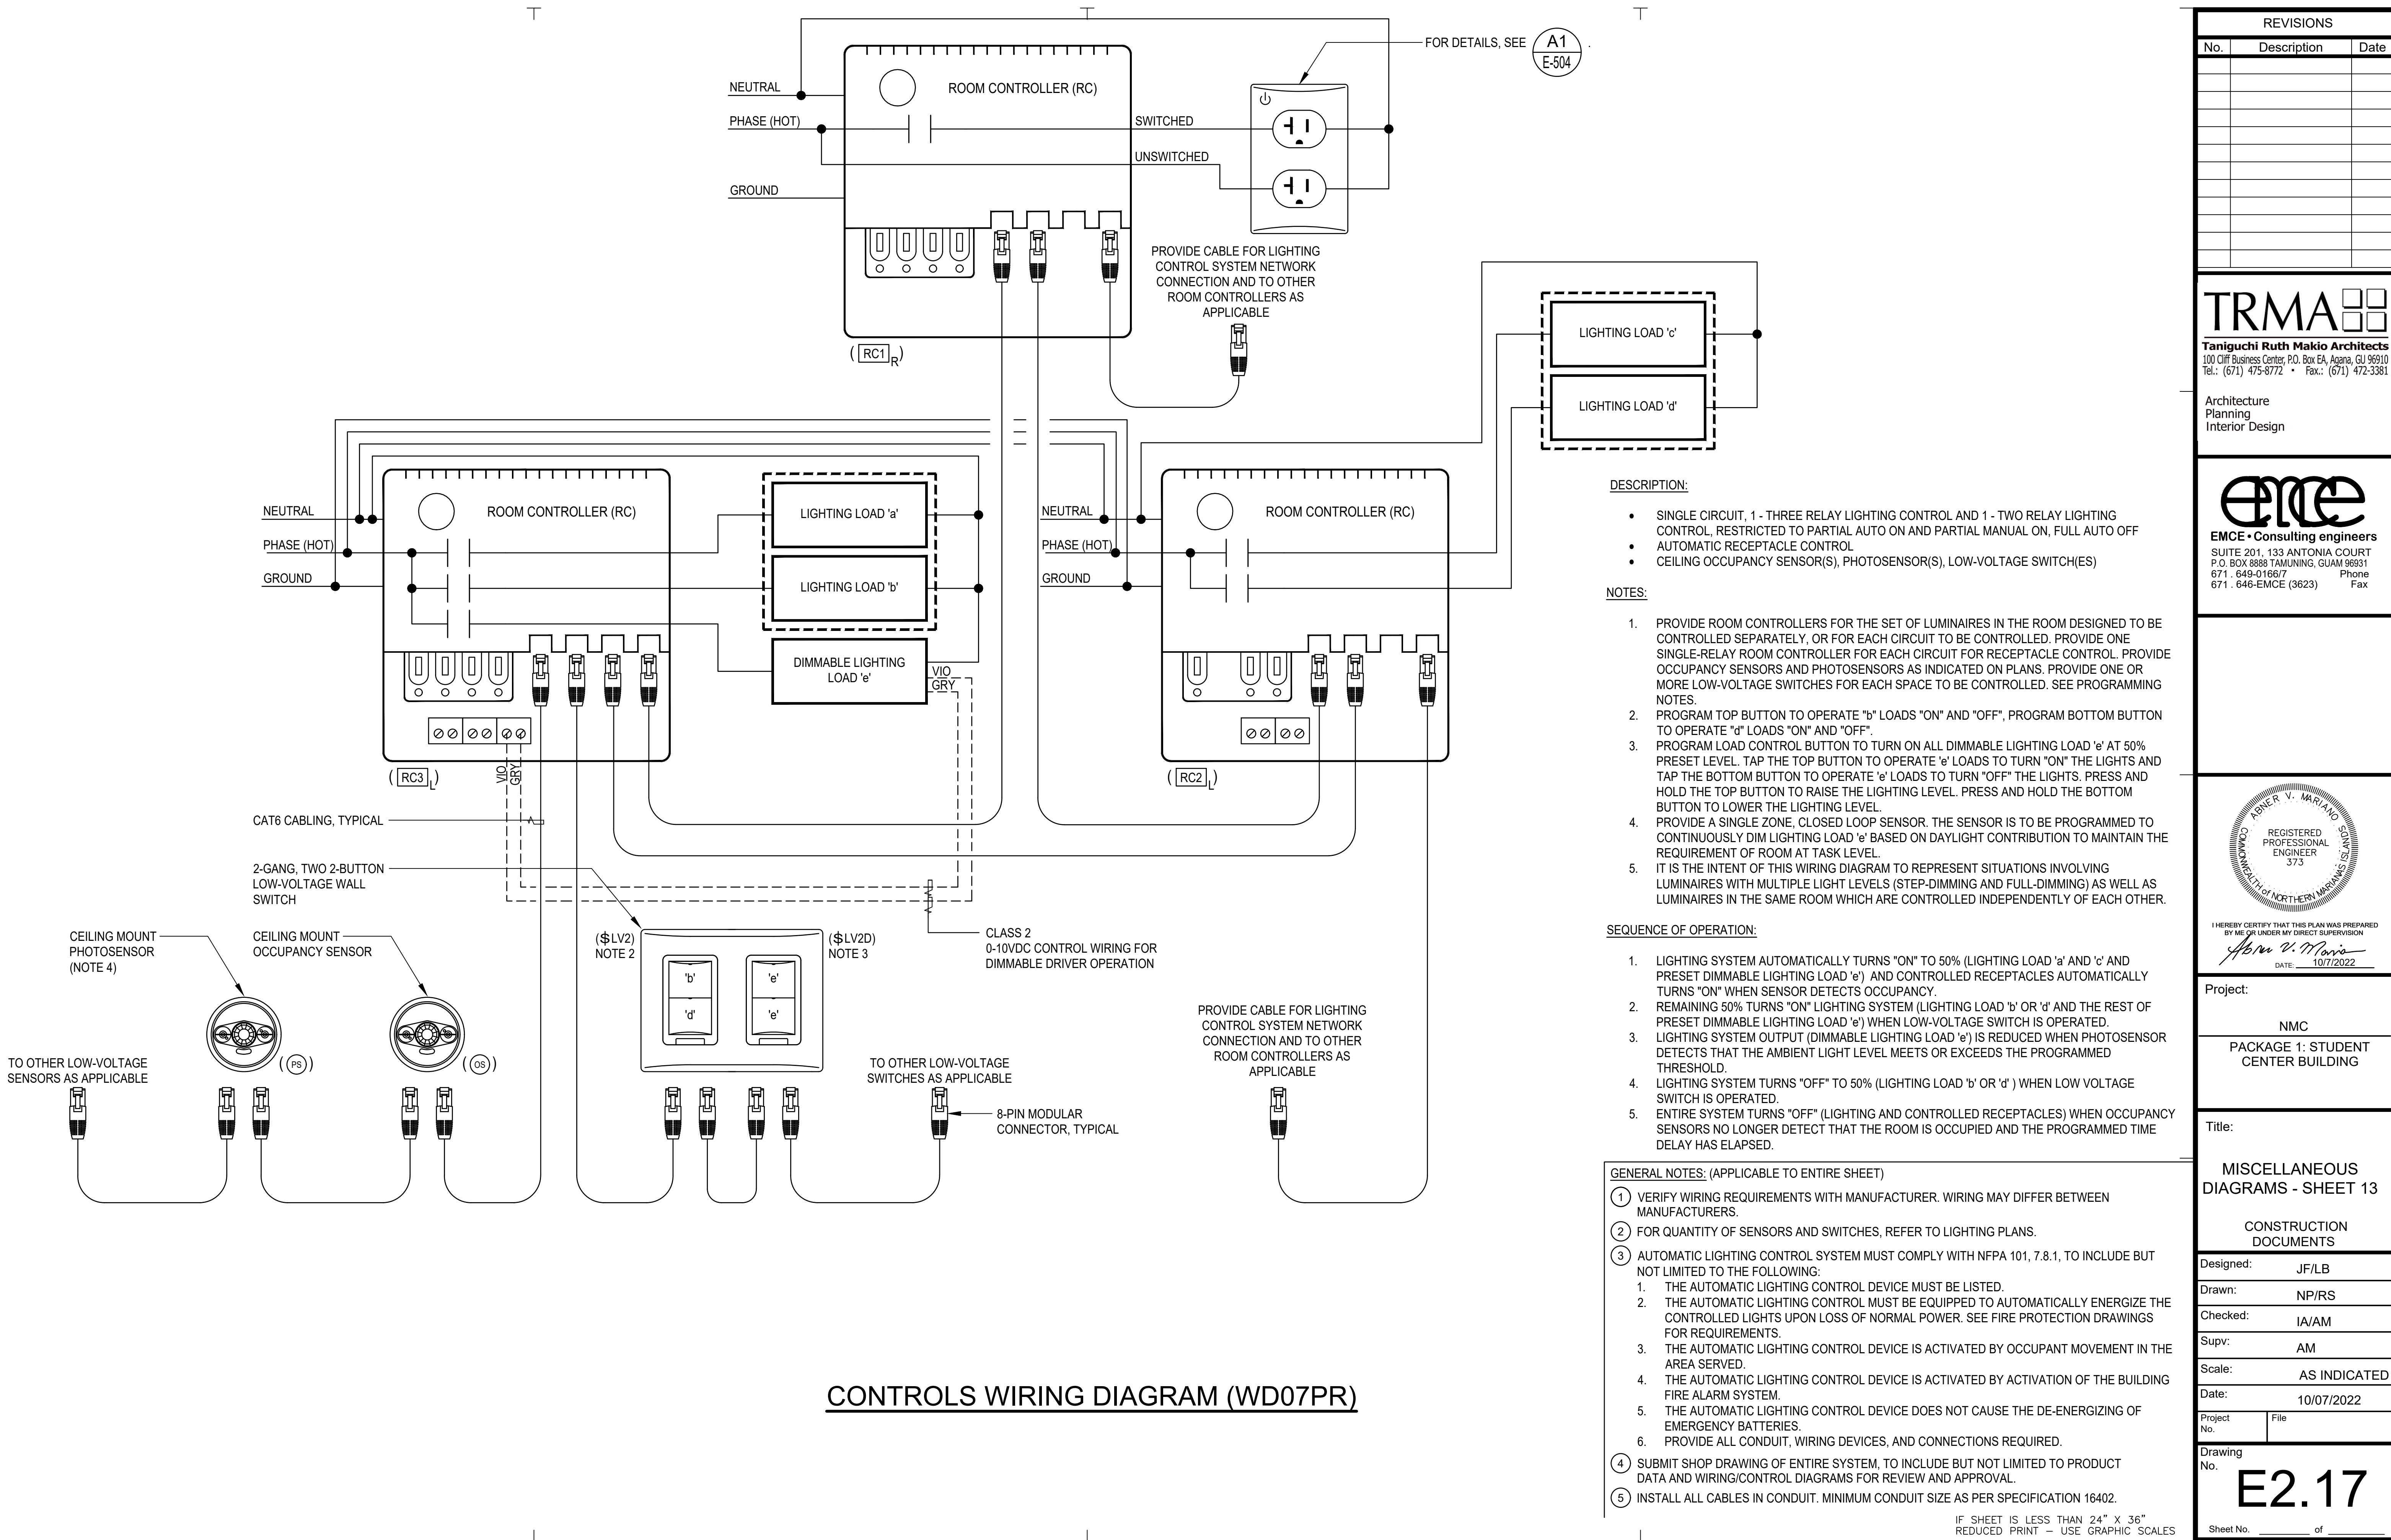 FOR DETAILS, SEE
A1
E-504
.
NEUTRAL
PHASE (HOT)
GROUND
ROOM CONTROLLER (RC)
SWITCHED
UNSWITCHED
PROVIDE CABLE FOR LIGHTING
CONTROL SYSTEM NETWORK
CONNECTION AND TO OTHER
ROOM CONTROLLERS AS
APPLICABLE
( RC1 R )
LIGHTING LOAD 'c'
LIGHTING LOAD 'd'
NEUTRAL
PHASE (HOT)
GROUND
ROOM CONTROLLER (RC)
LIGHTING LOAD 'a'
LIGHTING LOAD 'b'
DIMMABLE LIGHTING
LOAD 'e'
VIO
GRY
( RC3 L )
VIO
GRY
NEUTRAL
PHASE (HOT)
GROUND
ROOM CONTROLLER (RC)
( RC2 L )
CAT6 CABLING, TYPICAL
2-GANG, TWO 2-BUTTON
LOW-VOLTAGE WALL
SWITCH
CEILING MOUNT
PHOTOSENSOR
(NOTE 4)
CEILING MOUNT
OCCUPANCY SENSOR
($LV2)
NOTE 2
($LV2D)
NOTE 3
'b'
'd'
'e'
'e'
CLASS 2
0-10VDC CONTROL WIRING FOR
DIMMABLE DRIVER OPERATION
( PS )
( OS )
TO OTHER LOW-VOLTAGE
SENSORS AS APPLICABLE
TO OTHER LOW-VOLTAGE
SWITCHES AS APPLICABLE
8-PIN MODULAR
CONNECTOR, TYPICAL
PROVIDE CABLE FOR LIGHTING
CONTROL SYSTEM NETWORK
CONNECTION AND TO OTHER
ROOM CONTROLLERS AS
APPLICABLE
CONTROLS WIRING DIAGRAM (WD07PR)
DESCRIPTION:
• SINGLE CIRCUIT, 1 - THREE RELAY LIGHTING CONTROL AND 1 - TWO RELAY LIGHTING
CONTROL, RESTRICTED TO PARTIAL AUTO ON AND PARTIAL MANUAL ON, FULL AUTO OFF
• AUTOMATIC RECEPTACLE CONTROL
• CEILING OCCUPANCY SENSOR(S), PHOTOSENSOR(S), LOW-VOLTAGE SWITCH(ES)
NOTES:
1. PROVIDE ROOM CONTROLLERS FOR THE SET OF LUMINAIRES IN THE ROOM DESIGNED TO BE
CONTROLLED SEPARATELY, OR FOR EACH CIRCUIT TO BE CONTROLLED. PROVIDE ONE
SINGLE-RELAY ROOM CONTROLLER FOR EACH CIRCUIT FOR RECEPTACLE CONTROL. PROVIDE
OCCUPANCY SENSORS AND PHOTOSENSORS AS INDICATED ON PLANS. PROVIDE ONE OR
MORE LOW-VOLTAGE SWITCHES FOR EACH SPACE TO BE CONTROLLED. SEE PROGRAMMING
NOTES.
2. PROGRAM TOP BUTTON TO OPERATE "b" LOADS "ON" AND "OFF", PROGRAM BOTTOM BUTTON
TO OPERATE "d" LOADS "ON" AND "OFF".
3. PROGRAM LOAD CONTROL BUTTON TO TURN ON ALL DIMMABLE LIGHTING LOAD 'e' AT 50%
PRESET LEVEL. TAP THE TOP BUTTON TO OPERATE 'e' LOADS TO TURN "ON" THE LIGHTS AND
TAP THE BOTTOM BUTTON TO OPERATE 'e' LOADS TO TURN "OFF" THE LIGHTS. PRESS AND
HOLD THE TOP BUTTON TO RAISE THE LIGHTING LEVEL. PRESS AND HOLD THE BOTTOM
BUTTON TO LOWER THE LIGHTING LEVEL.
4. PROVIDE A SINGLE ZONE, CLOSED LOOP SENSOR. THE SENSOR IS TO BE PROGRAMMED TO
CONTINUOUSLY DIM LIGHTING LOAD 'e' BASED ON DAYLIGHT CONTRIBUTION TO MAINTAIN THE
REQUIREMENT OF ROOM AT TASK LEVEL.
5. IT IS THE INTENT OF THIS WIRING DIAGRAM TO REPRESENT SITUATIONS INVOLVING
LUMINAIRES WITH MULTIPLE LIGHT LEVELS (STEP-DIMMING AND FULL-DIMMING) AS WELL AS
LUMINAIRES IN THE SAME ROOM WHICH ARE CONTROLLED INDEPENDENTLY OF EACH OTHER.
SEQUENCE OF OPERATION:
1. LIGHTING SYSTEM AUTOMATICALLY TURNS "ON" TO 50% (LIGHTING LOAD 'a' AND 'c' AND
PRESET DIMMABLE LIGHTING LOAD 'e') AND CONTROLLED RECEPTACLES AUTOMATICALLY
TURNS "ON" WHEN SENSOR DETECTS OCCUPANCY.
2. REMAINING 50% TURNS "ON" LIGHTING SYSTEM (LIGHTING LOAD 'b' OR 'd' AND THE REST OF
PRESET DIMMABLE LIGHTING LOAD 'e') WHEN LOW-VOLTAGE SWITCH IS OPERATED.
3. LIGHTING SYSTEM OUTPUT (DIMMABLE LIGHTING LOAD 'e') IS REDUCED WHEN PHOTOSENSOR
DETECTS THAT THE AMBIENT LIGHT LEVEL MEETS OR EXCEEDS THE PROGRAMMED
THRESHOLD.
4. LIGHTING SYSTEM TURNS "OFF" TO 50% (LIGHTING LOAD 'b' OR 'd' ) WHEN LOW VOLTAGE
SWITCH IS OPERATED.
5. ENTIRE SYSTEM TURNS "OFF" (LIGHTING AND CONTROLLED RECEPTACLES) WHEN OCCUPANCY
SENSORS NO LONGER DETECT THAT THE ROOM IS OCCUPIED AND THE PROGRAMMED TIME
DELAY HAS ELAPSED.
GENERAL NOTES: (APPLICABLE TO ENTIRE SHEET)
1 VERIFY WIRING REQUIREMENTS WITH MANUFACTURER. WIRING MAY DIFFER BETWEEN
MANUFACTURERS.
2 FOR QUANTITY OF SENSORS AND SWITCHES, REFER TO LIGHTING PLANS.
3 AUTOMATIC LIGHTING CONTROL SYSTEM MUST COMPLY WITH NFPA 101, 7.8.1, TO INCLUDE BUT
NOT LIMITED TO THE FOLLOWING:
1. THE AUTOMATIC LIGHTING CONTROL DEVICE MUST BE LISTED.
2. THE AUTOMATIC LIGHTING CONTROL MUST BE EQUIPPED TO AUTOMATICALLY ENERGIZE THE
CONTROLLED LIGHTS UPON LOSS OF NORMAL POWER. SEE FIRE PROTECTION DRAWINGS
FOR REQUIREMENTS.
3. THE AUTOMATIC LIGHTING CONTROL DEVICE IS ACTIVATED BY OCCUPANT MOVEMENT IN THE
AREA SERVED.
4. THE AUTOMATIC LIGHTING CONTROL DEVICE IS ACTIVATED BY ACTIVATION OF THE BUILDING
FIRE ALARM SYSTEM.
5. THE AUTOMATIC LIGHTING CONTROL DEVICE DOES NOT CAUSE THE DE-ENERGIZING OF
EMERGENCY BATTERIES.
6. PROVIDE ALL CONDUIT, WIRING DEVICES, AND CONNECTIONS REQUIRED.
4 SUBMIT SHOP DRAWING OF ENTIRE SYSTEM, TO INCLUDE BUT NOT LIMITED TO PRODUCT
DATA AND WIRING/CONTROL DIAGRAMS FOR REVIEW AND APPROVAL.
5 INSTALL ALL CABLES IN CONDUIT. MINIMUM CONDUIT SIZE AS PER SPECIFICATION 16402.
IF SHEET IS LESS THAN 24" X 36"
REDUCED PRINT – USE GRAPHIC SCALES
REVISIONS
No. Description Date
TRMA
Taniguchi Ruth Makio Architects
100 Cliff Business Center, P.O. Box EA, Agana, GU 96910
Tel.: (671) 475-8772 • Fax.: (671) 472-3381
Architecture
Planning
Interior Design
emce
EMCE•Consulting engineers
SUITE 201, 133 ANTONIA COURT
P.O. BOX 8888 TAMUNING, GUAM 96931
671 . 649-0166/7 Phone
671 . 646-EMCE (3623) Fax
ABNER V. MARIANO
REGISTERED
PROFESSIONAL
ENGINEER
373
COMMONWEALTH of NORTHERN MARIANAS ISLANDS
I HEREBY CERTIFY THAT THIS PLAN WAS PREPARED
BY ME OR UNDER MY DIRECT SUPERVISION
DATE: 10/7/2022
Project:
NMC
PACKAGE 1: STUDENT
CENTER BUILDING
Title:
MISCELLANEOUS
DIAGRAMS - SHEET 13
CONSTRUCTION
DOCUMENTS
Designed: JF/LB
Drawn: NP/RS
Checked: IA/AM
Supv: AM
Scale: AS INDICATED
Date: 10/07/2022
Project
No.
File
Drawing
No.
E2.17
Sheet No. ____ of ____